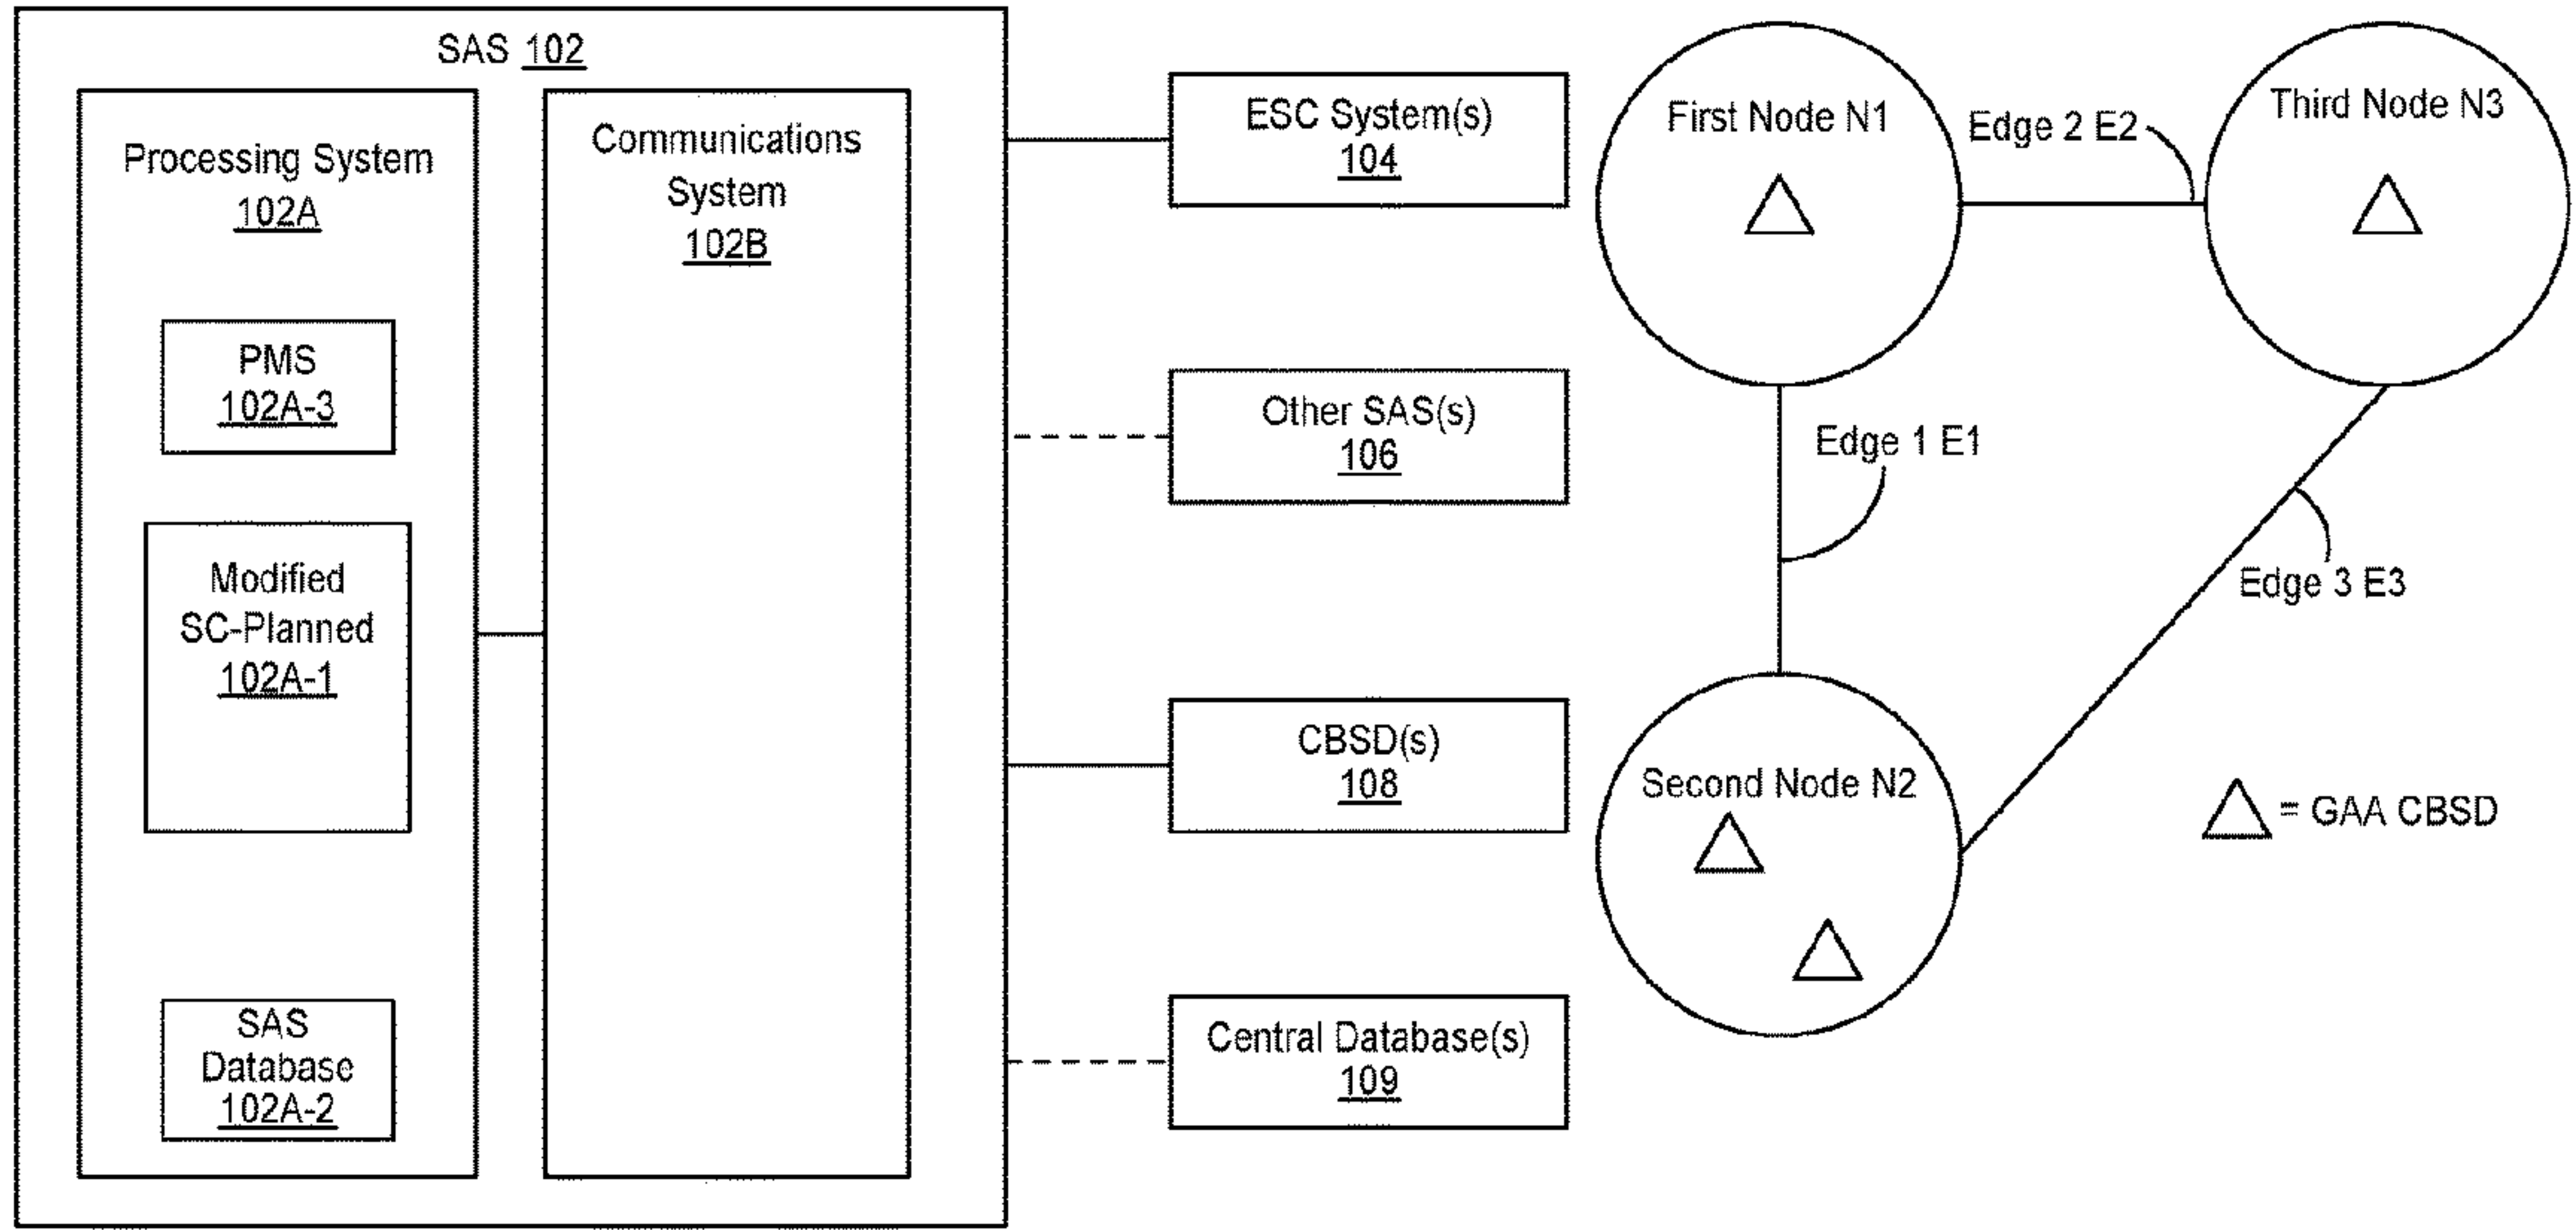 SAS 102
Processing System
102A
PMS
102A-3
Modified
SC-Planned
102A-1
SAS
Database
102A-2
Communications
System
102B
ESC System(s)
104
Other SAS(s)
106
CBSD(s)
108
Central Database(s)
109
First Node N1
Edge 2 E2
Third Node N3
Edge 1 E1
Edge 3 E3
Second Node N2
= GAA CBSD